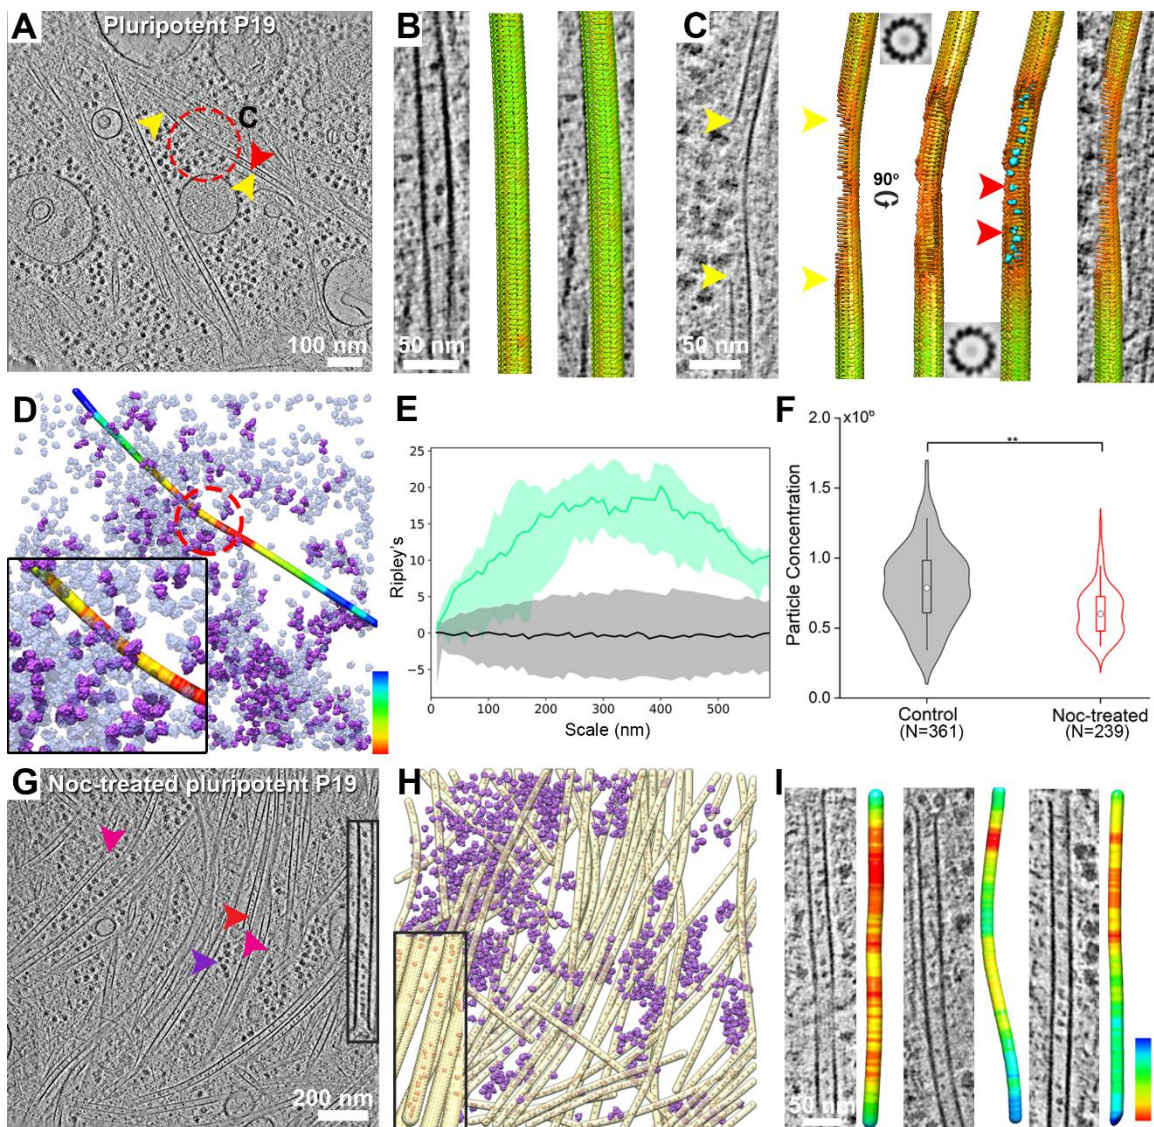 A
Pluripotent P19
C
100 nm
B
50 nm
C
50 nm
90°
D
E
25
20
15
10
5
0
−5
Ripley's
0
100
200
300
400
500
Scale (nm)
F
2.0
x10⁶
1.5
1.0
0.5
0.0
Particle Concentration
**
Control
(N=361)
Noc-treated
(N=239)
G
Noc-treated pluripotent P19
200 nm
H
I
50 nm